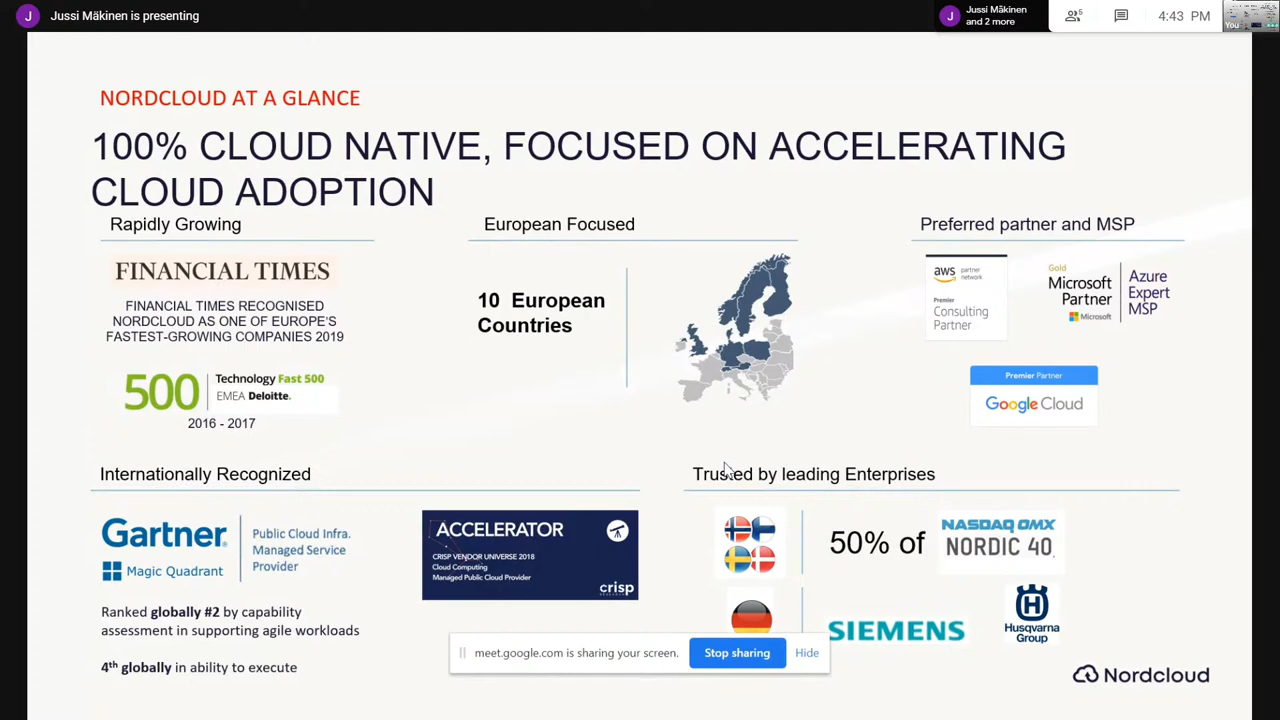 J Jussi Mäkinen is presenting
J Jussi Mäkinen
and 2 more
5
4:43 PM
You
NORDCLOUD AT A GLANCE
100% CLOUD NATIVE, FOCUSED ON ACCELERATING
CLOUD ADOPTION
Rapidly Growing
FINANCIAL TIMES
FINANCIAL TIMES RECOGNISED
NORDCLOUD AS ONE OF EUROPE'S
FASTEST-GROWING COMPANIES 2019
500
Technology Fast 500
EMEA Deloitte.
2016 - 2017
European Focused
10 European
Countries
Preferred partner and MSP
aws partner
network
Premier
Consulting
Partner
Gold
Microsoft
Partner
Microsoft
Azure
Expert
MSP
Premier Partner
Google Cloud
Internationally Recognized
Gartner
Magic Quadrant
Public Cloud Infra.
Managed Service
Provider
Ranked globally #2 by capability
assessment in supporting agile workloads
4th globally in ability to execute
ACCELERATOR
CRISP VENDOR UNIVERSE 2018
Cloud Computing
Managed Public Cloud Provider
crisp
Trusted by leading Enterprises
50% of
NASDAQ OMX
NORDIC 40
SIEMENS
Husqvarna
Group
meet.google.com is sharing your screen.
Stop sharing
Hide
Nordcloud